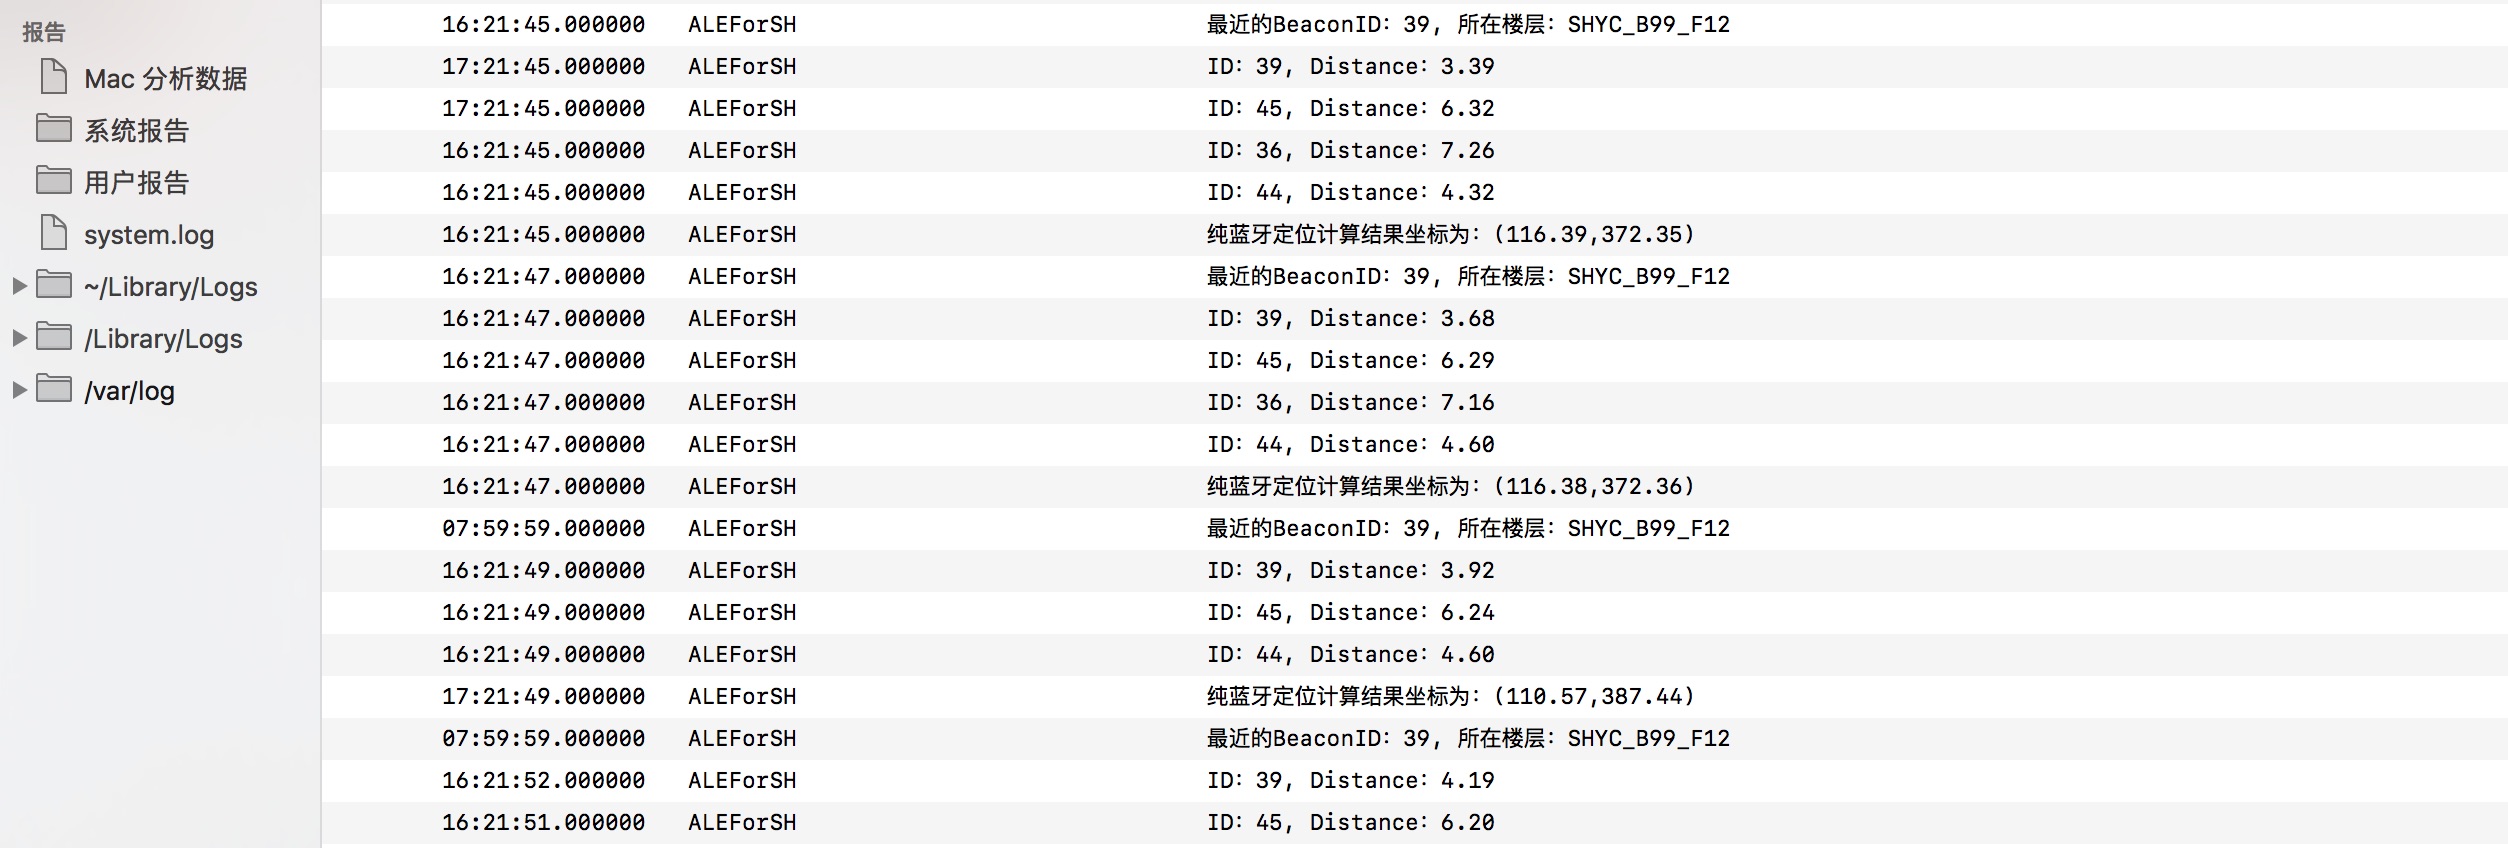 报告
Mac 分析数据
系统报告
用户报告
system.log
~/Library/Logs
/Library/Logs
/var/log
16:21:45.000000 ALEForSH 最近的BeaconID: 39, 所在楼层: SHYC_B99_F12
17:21:45.000000 ALEForSH ID: 39, Distance: 3.39
17:21:45.000000 ALEForSH ID: 45, Distance: 6.32
16:21:45.000000 ALEForSH ID: 36, Distance: 7.26
16:21:45.000000 ALEForSH ID: 44, Distance: 4.32
16:21:45.000000 ALEForSH 纯蓝牙定位计算结果坐标为: (116.39,372.35)
16:21:47.000000 ALEForSH 最近的BeaconID: 39, 所在楼层: SHYC_B99_F12
16:21:47.000000 ALEForSH ID: 39, Distance: 3.68
16:21:47.000000 ALEForSH ID: 45, Distance: 6.29
16:21:47.000000 ALEForSH ID: 36, Distance: 7.16
16:21:47.000000 ALEForSH ID: 44, Distance: 4.60
16:21:47.000000 ALEForSH 纯蓝牙定位计算结果坐标为: (116.38,372.36)
07:59:59.000000 ALEForSH 最近的BeaconID: 39, 所在楼层: SHYC_B99_F12
16:21:49.000000 ALEForSH ID: 39, Distance: 3.92
16:21:49.000000 ALEForSH ID: 45, Distance: 6.24
16:21:49.000000 ALEForSH ID: 44, Distance: 4.60
17:21:49.000000 ALEForSH 纯蓝牙定位计算结果坐标为: (110.57,387.44)
07:59:59.000000 ALEForSH 最近的BeaconID: 39, 所在楼层: SHYC_B99_F12
16:21:52.000000 ALEForSH ID: 39, Distance: 4.19
16:21:51.000000 ALEForSH ID: 45, Distance: 6.20